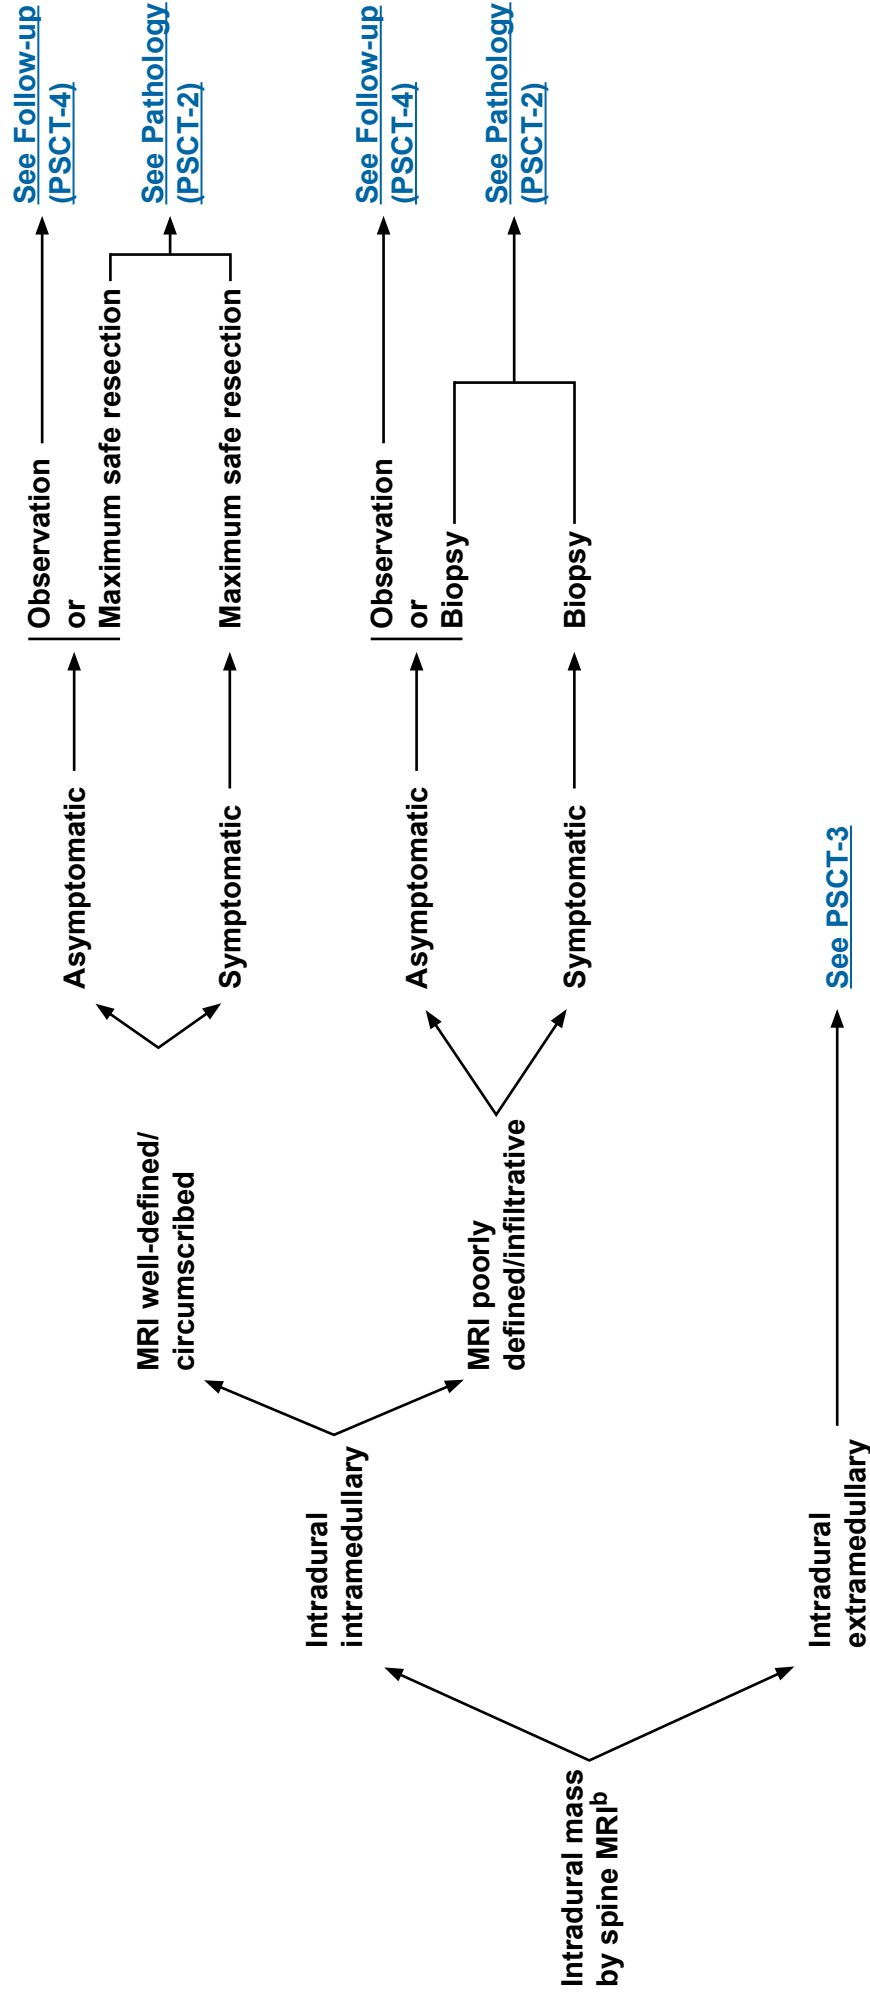 Intradural mass
by spine MRIb
Intradural
intramedullary
MRI well-defined/
circumscribed
Asymptomatic
Observation
or
Maximum safe resection
See Follow-up
(PSCT-4)
Symptomatic
Maximum safe resection
See Pathology
(PSCT-2)
MRI poorly
defined/infiltrative
Asymptomatic
Observation
or
Biopsy
See Follow-up
(PSCT-4)
Symptomatic
Biopsy
See Pathology
(PSCT-2)
Intradural
extramedullary
See PSCT-3